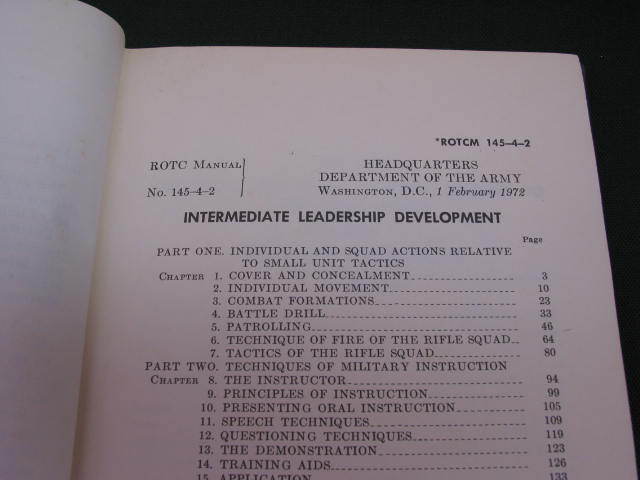 *ROTCM 145-4-2
ROTC MANUAL
No. 145-4-2
HEADQUARTERS
DEPARTMENT OF THE ARMY
WASHINGTON, D.C., 1 February 1972
INTERMEDIATE LEADERSHIP DEVELOPMENT
Page
PART ONE. INDIVIDUAL AND SQUAD ACTIONS RELATIVE
TO SMALL UNIT TACTICS
CHAPTER 1. COVER AND CONCEALMENT 3
2. INDIVIDUAL MOVEMENT 10
3. COMBAT FORMATIONS 23
4. BATTLE DRILL 33
5. PATROLLING 46
6. TECHNIQUE OF FIRE OF THE RIFLE SQUAD 64
7. TACTICS OF THE RIFLE SQUAD 80
PART TWO. TECHNIQUES OF MILITARY INSTRUCTION
CHAPTER 8. THE INSTRUCTOR 94
9. PRINCIPLES OF INSTRUCTION 99
10. PRESENTING ORAL INSTRUCTION 105
11. SPEECH TECHNIQUES 109
12. QUESTIONING TECHNIQUES 119
13. THE DEMONSTRATION 123
14. TRAINING AIDS 126
15. APPLICATION 133